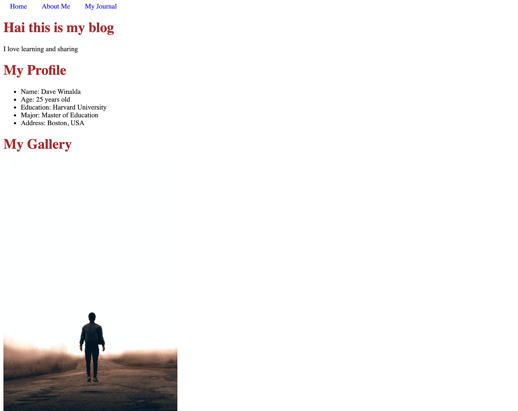 Home About Me My Journal
Hai this is my blog
I love learning and sharing
My Profile
Name: Dave Winalda
Age: 25 years old
Education: Harvard University
Major: Master of Education
Address: Boston, USA
My Gallery